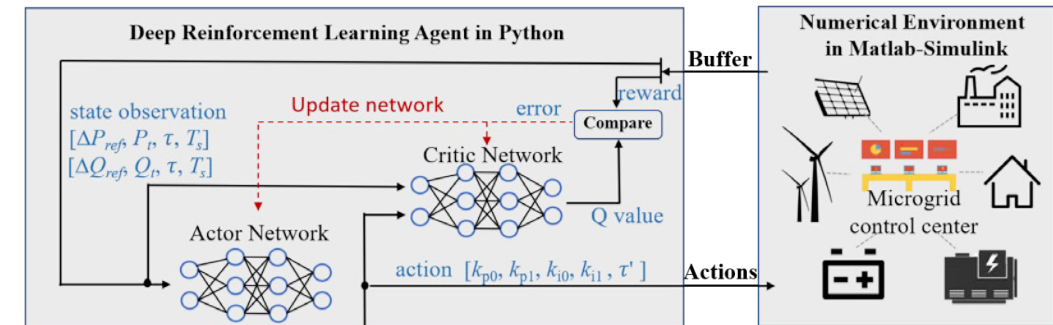 Deep Reinforcement Learning Agent in Python
Numerical Environment
in Matlab-Simulink
Buffer
reward
state observation
[ΔP_ref, P_t, τ, T_s]
[ΔQ_ref, Q_t, τ, T_s]
Update network
error
Compare
Critic Network
Q value
Actor Network
action [k_p0, k_p1, k_i0, k_i1 , τ' ]
Actions
Microgrid
control center